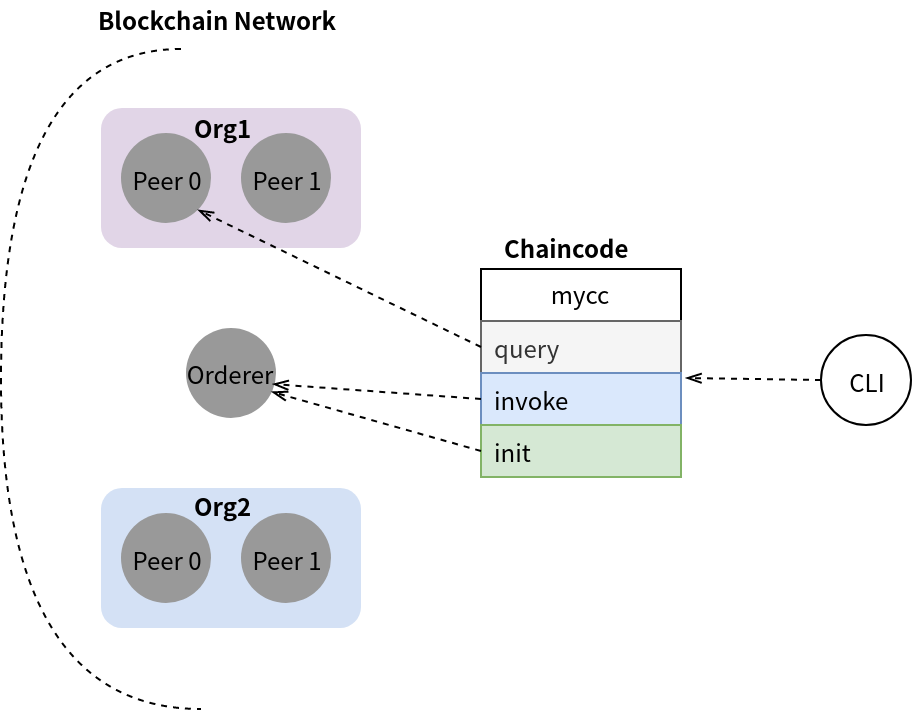 Blockchain Network
Org1
Peer 0
Peer 1
Chaincode
mycc
query
invoke
init
CLI
Orderer
Org2
Peer 0
Peer 1